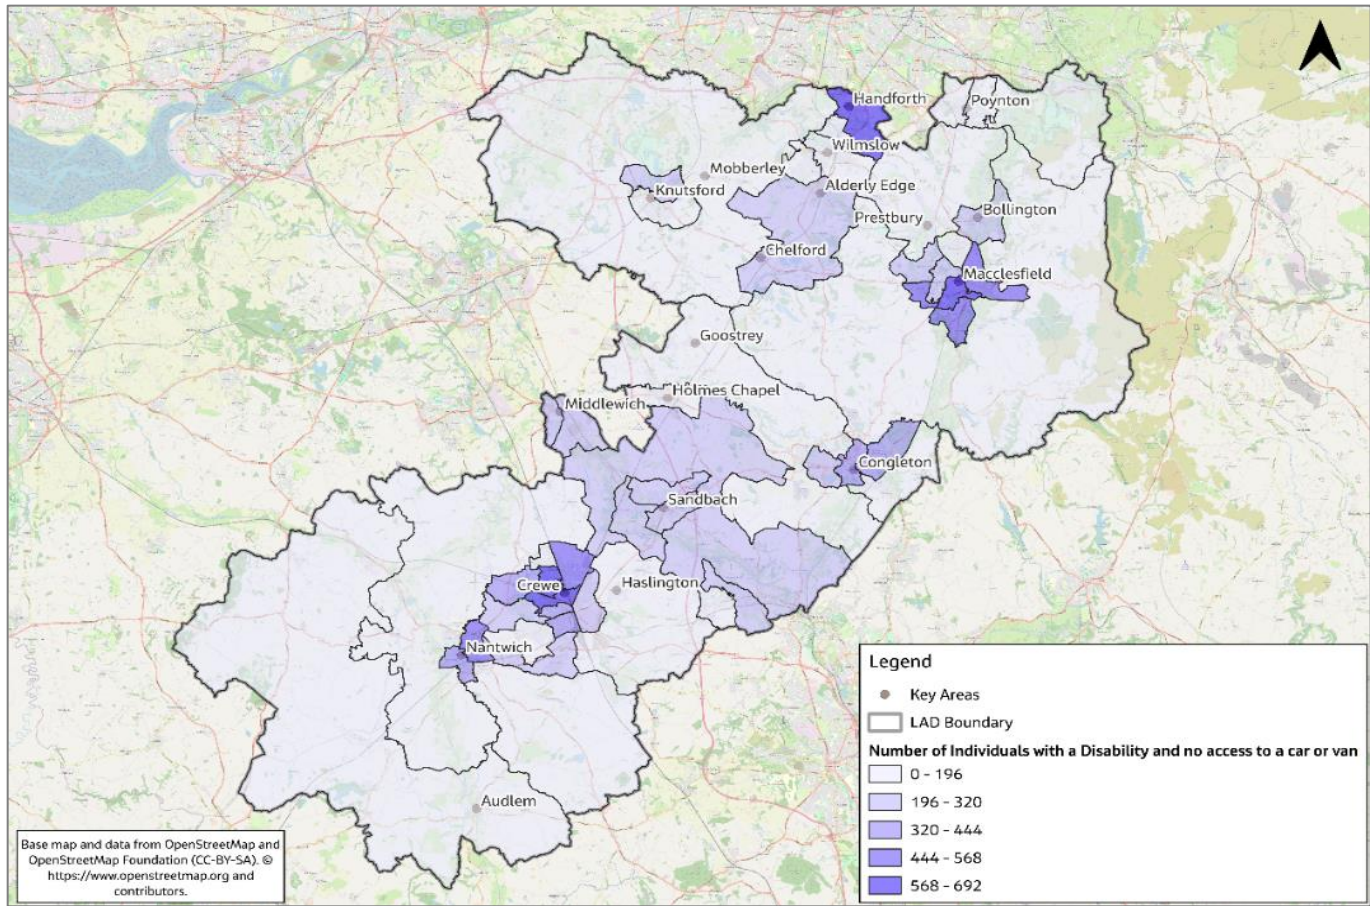 Handforth
Poynton
Wilmslow
Mobberley
Knutsford
Alderly Edge
Prestbury
Bollington
Chelford
Macclesfield
Goostrey
Holmes Chapel
Middlewich
Congleton
Sandbach
Crewe
Haslington
Nantwich
Audlem
Legend
Key Areas
LAD Boundary
Number of Individuals with a Disability and no access to a car or van
0 - 196
196 - 320
320 - 444
444 - 568
568 - 692
Base map and data from OpenStreetMap and
OpenStreetMap Foundation (CC-BY-SA). ©
https://www.openstreetmap.org and
contributors.